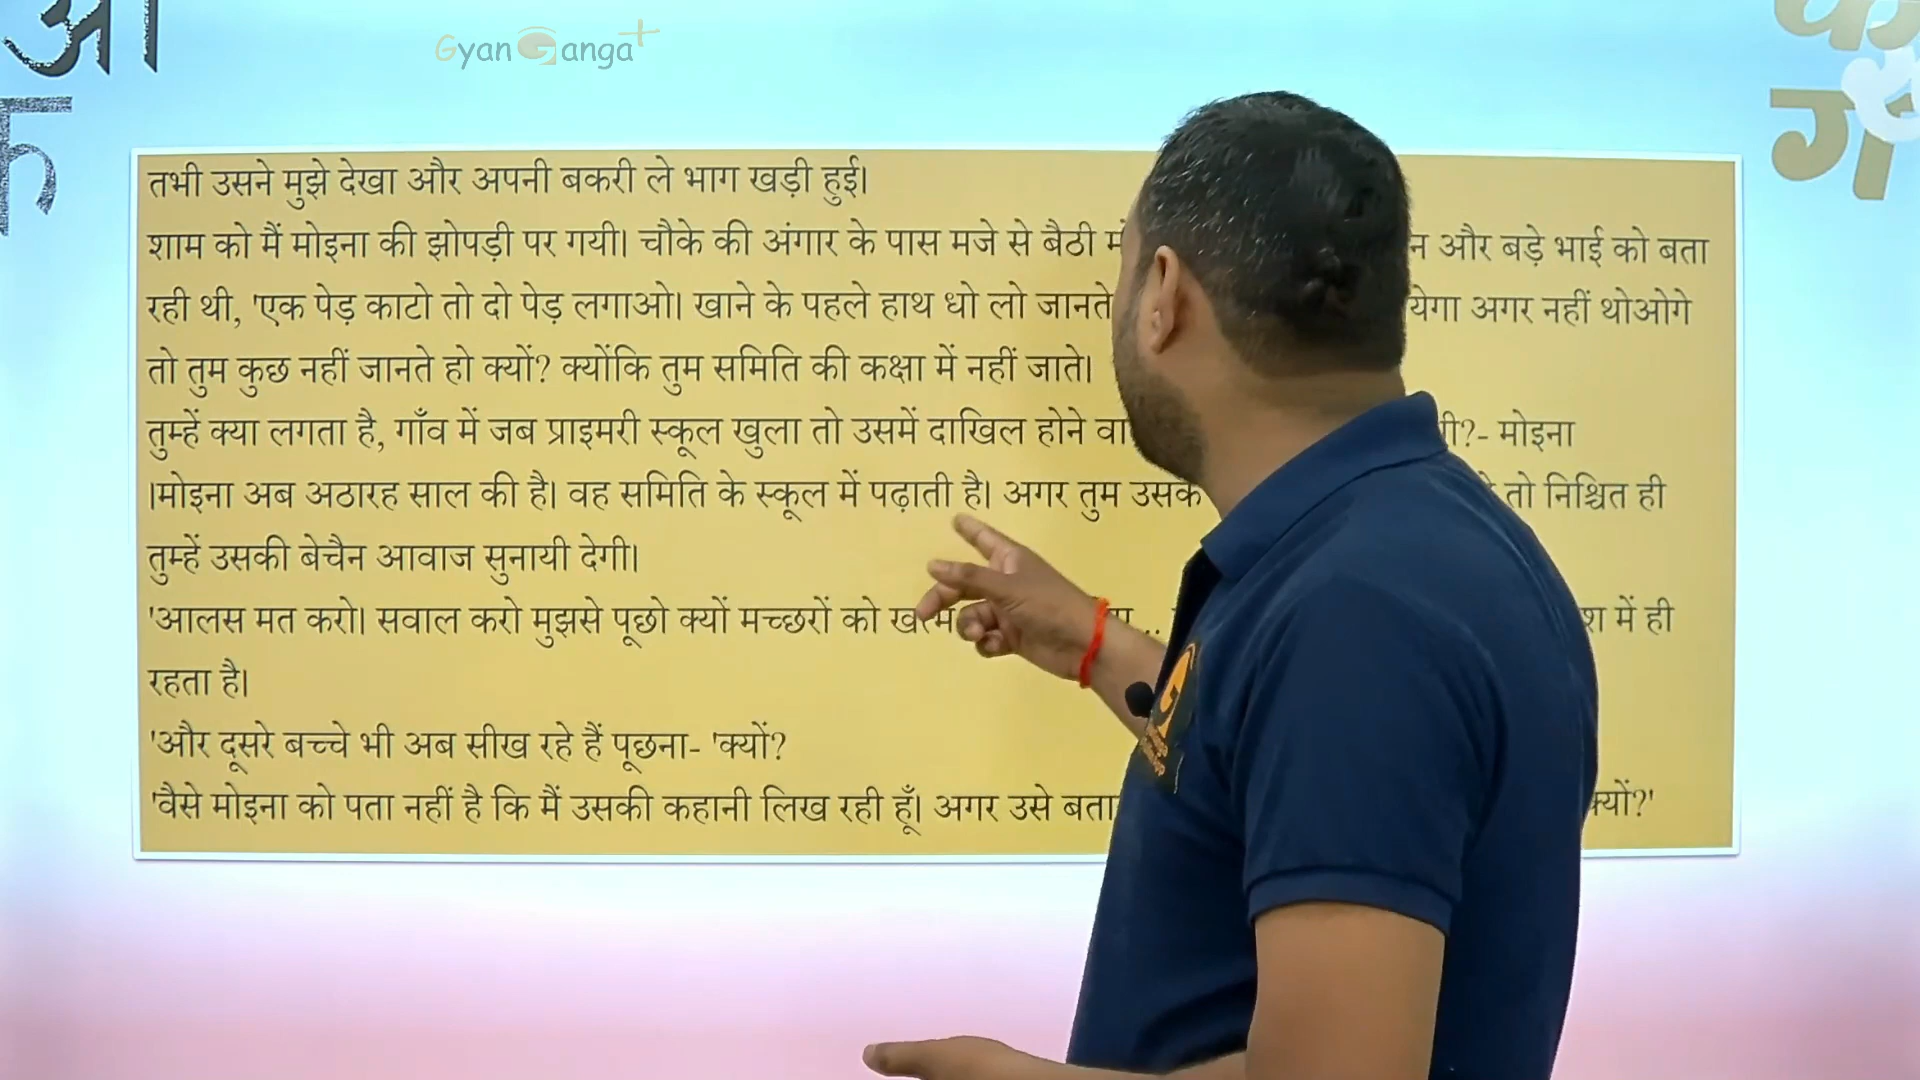 Gyan Ganga+
तभी उसने मुझे देखा और अपनी बकरी ले भाग खड़ी हुई।
शाम को मैं मोइना की झोपड़ी पर गयी। चौके की अंगार के पास मजे से बैठी और बड़े भाई को बता
रही थी, 'एक पेड़ काटो तो दो पेड़ लगाओ। खाने के पहले हाथ धो लो जानते अगर नहीं थोओगे
तो तुम कुछ नहीं जानते हो क्यों? क्योंकि तुम समिति की कक्षा में नहीं जाते।
तुम्हें क्या लगता है, गाँव में जब प्राइमरी स्कूल खुला तो उसमें दाखिल होने ?- मोइना
।मोइना अब अठारह साल की है। वह समिति के स्कूल में पढ़ाती है। अगर तुम तो निश्चित ही
तुम्हें उसकी बेचैन आवाज सुनायी देगी।
'आलस मत करो। सवाल करो मुझसे पूछो क्यों मच्छरों को में ही
रहता है।
'और दूसरे बच्चे भी अब सीख रहे हैं पूछना- 'क्यों?
'वैसे मोइना को पता नहीं है कि मैं उसकी कहानी लिख रही हूँ। अगर उसे क्यों?'